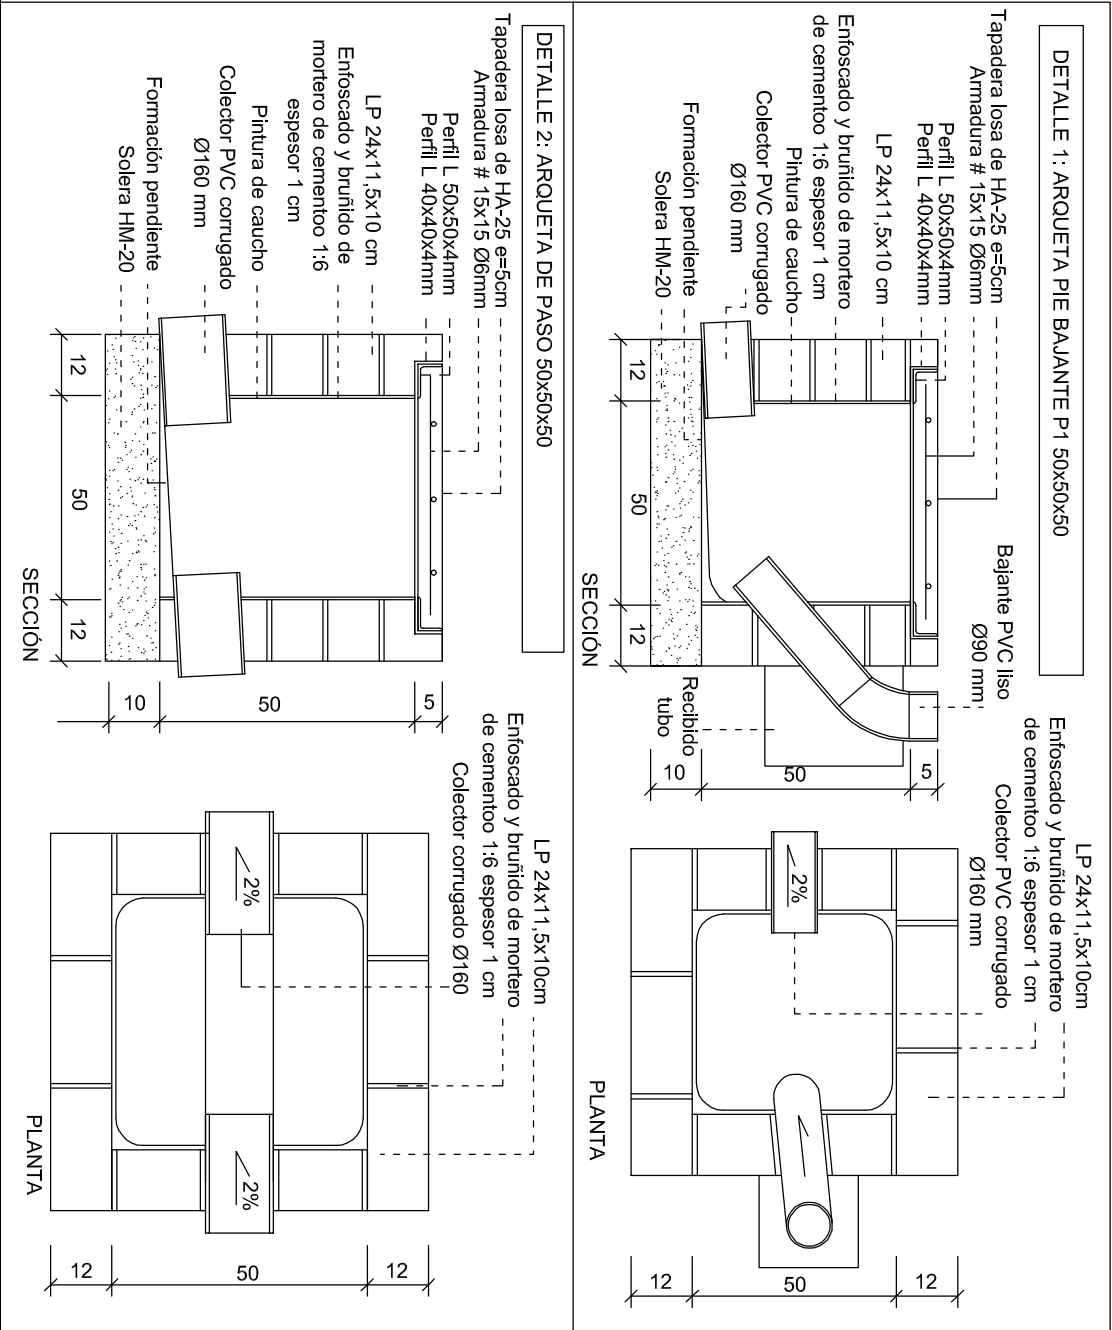 DETALLE 1: ARQUETA PIE BAJANTE P1 50x50x50
Tapadera losa de HA-25 e=5cm
Armadura # 15x15 Ø6mm
Perfil L 50x50x4mm
Perfil L 40x40x4mm
LP 24x11,5x10 cm
Enfoscado y bruñido de mortero
de cementoo 1:6 espesor 1 cm
Pintura de caucho
Colector PVC corrugado
Ø160 mm
Formación pendiente
Solera HM-20
Bajante PVC liso
Ø90 mm
Recibido
tubo
12
50
12
5
50
10
SECCIÓN
LP 24x11,5x10cm
Enfoscado y bruñido de mortero
de cementoo 1:6 espesor 1 cm
Colector PVC corrugado
Ø160 mm
2%
12
50
12
PLANTA
DETALLE 2: ARQUETA DE PASO 50x50x50
Tapadera losa de HA-25 e=5cm
Armadura # 15x15 Ø6mm
Perfil L 50x50x4mm
Perfil L 40x40x4mm
LP 24x11,5x10 cm
Enfoscado y bruñido de
mortero de cementoo 1:6
espesor 1 cm
Pintura de caucho
Colector PVC corrugado
Ø160 mm
Formación pendiente
Solera HM-20
12
50
12
5
50
10
SECCIÓN
LP 24x11,5x10cm
Enfoscado y bruñido de mortero
de cementoo 1:6 espesor 1 cm
Colector corrugado Ø160
2%
2%
12
50
12
PLANTA